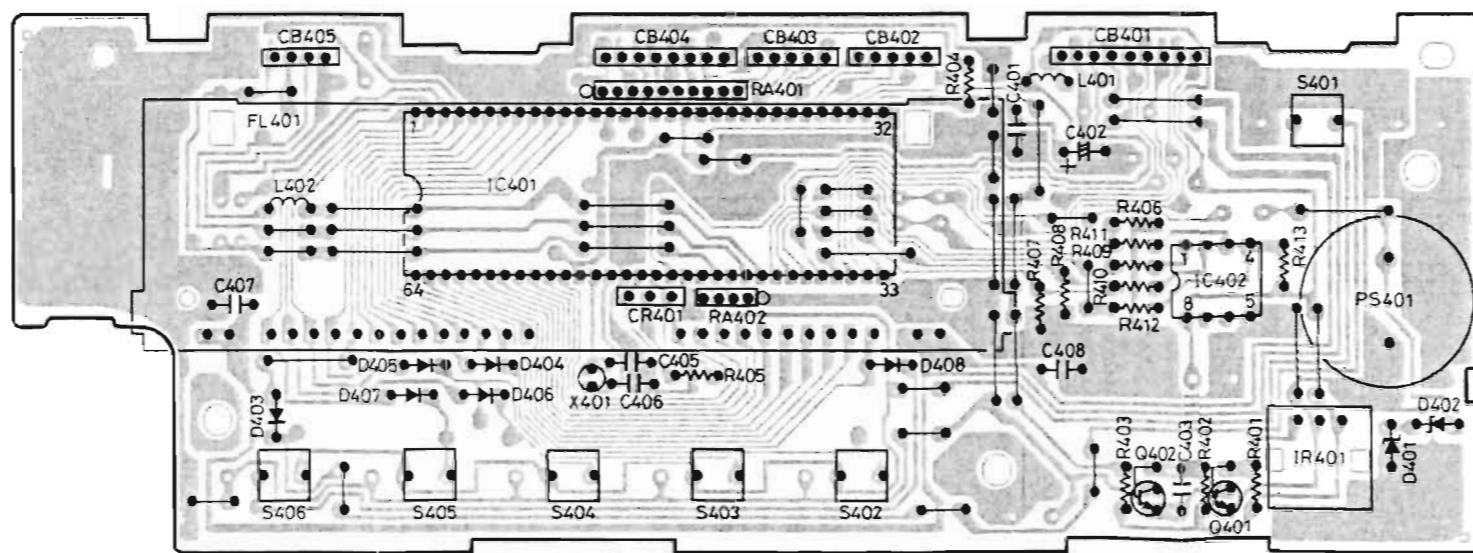 CB405
CB404
CB403
CB402
CB401
R404
C401
L401
RA401
S401
FL401
1
32
C402
+
IC401
L402
R406
R411
R409
R408
R407
R410
R412
1
4
IC402
8
5
R413
PS401
64
33
C407
CR401
RA402
D405
D404
C405
R405
D408
C408
D407
D406
X401
C406
D403
D402
D401
R403
Q402
C403
R402
R401
IR401
Q401
S406
S405
S404
S403
S402